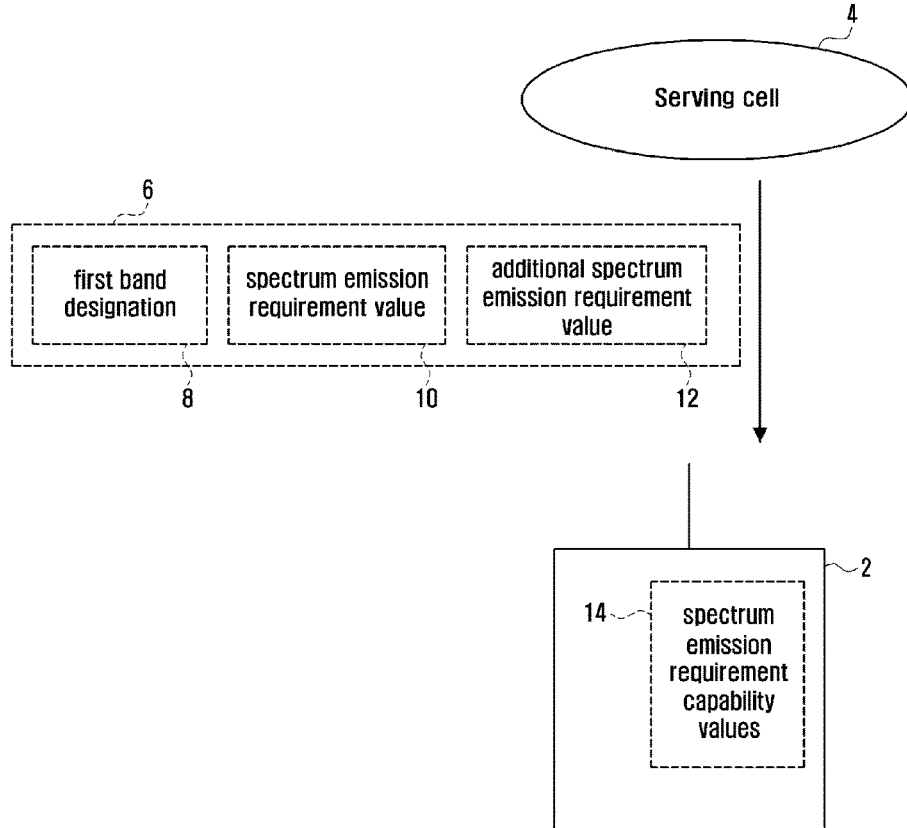 4
Serving cell
6
first band
designation
spectrum emission
requirement value
additional spectrum
emission requirement
value
8
10
12
2
14
spectrum
emission
requirement
capability
values